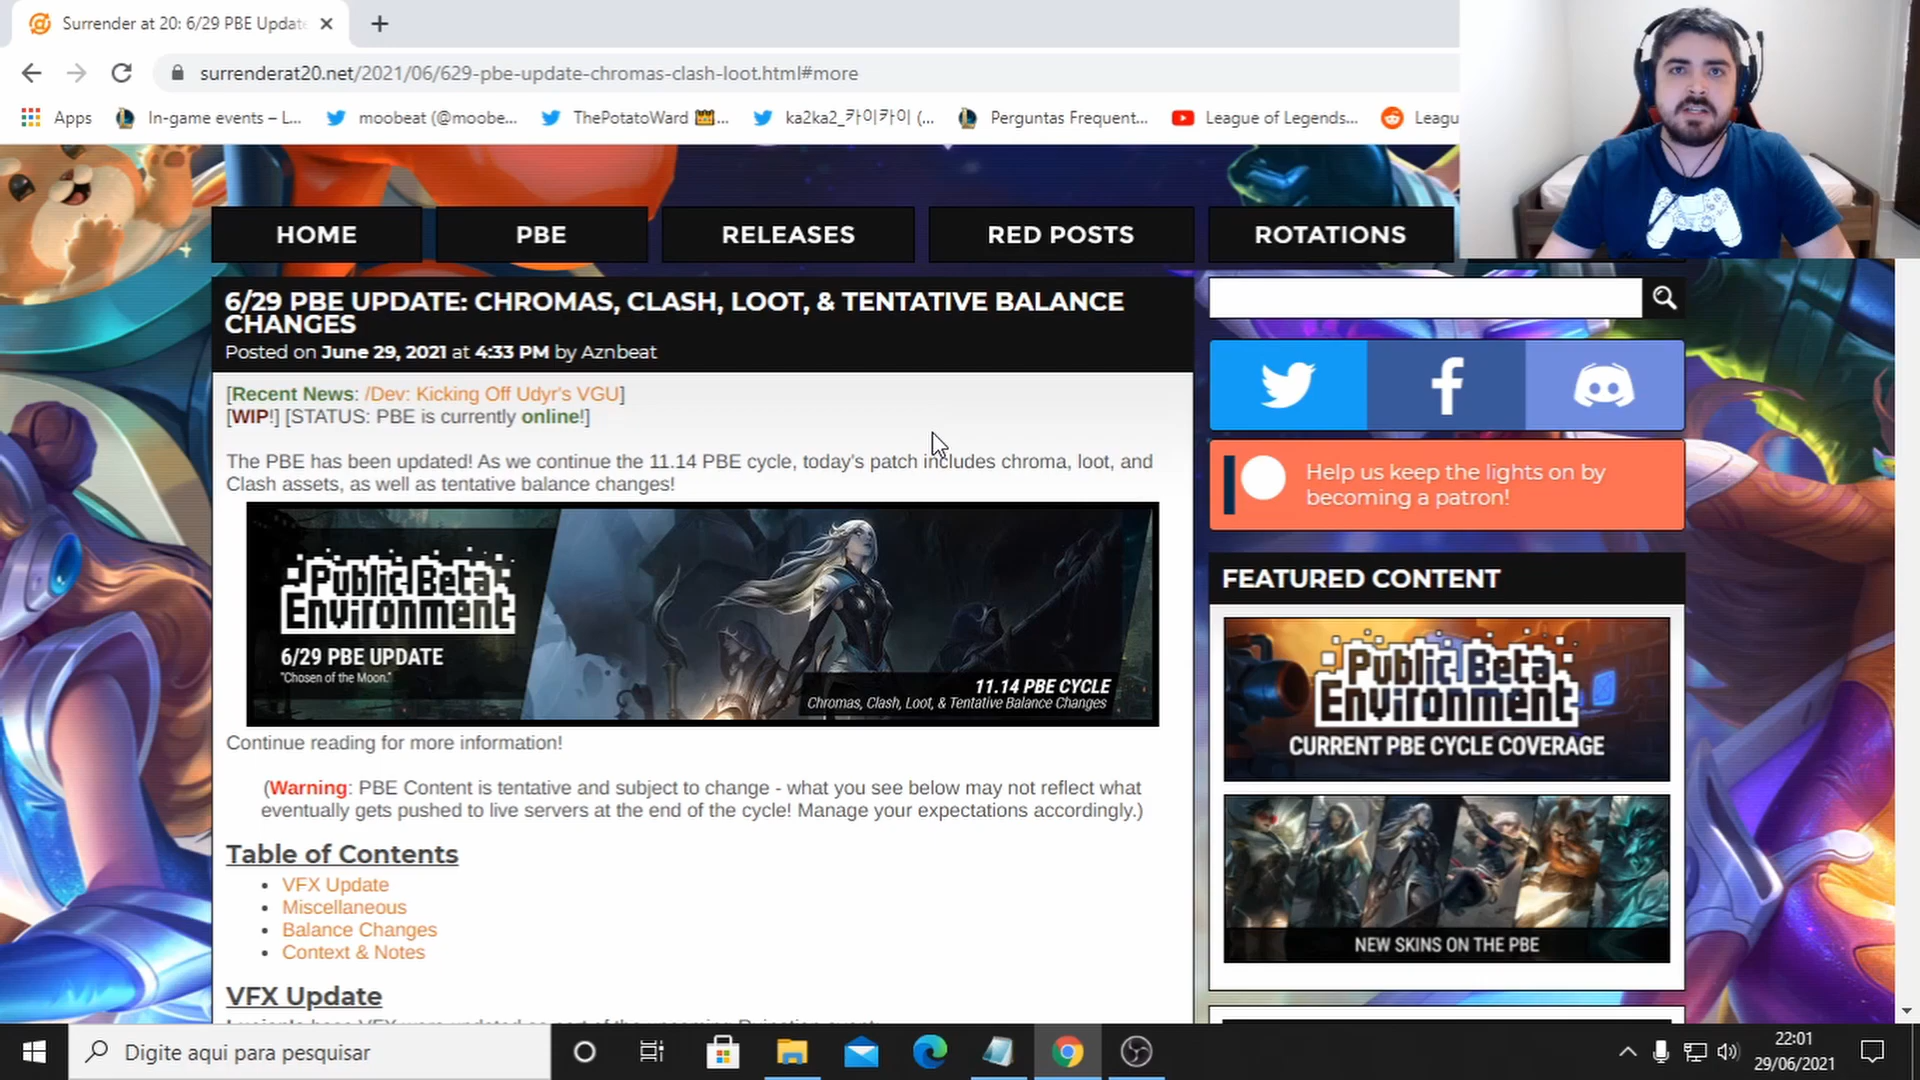 Surrender at 20: 6/29 PBE Update
surrenderat20.net/2021/06/629-pbe-update-chromas-clash-loot.html#more
Apps
In-game events – L...
moobeat (@moobe...
ThePotatoWard 👑...
ka2ka2_카이카이 (...
Perguntas Frequent...
League of Legends...
Leagu
HOME
PBE
RELEASES
RED POSTS
ROTATIONS
6/29 PBE UPDATE: CHROMAS, CLASH, LOOT, & TENTATIVE BALANCE
CHANGES
Posted on June 29, 2021 at 4:33 PM by Aznbeat
[Recent News: /Dev: Kicking Off Udyr's VGU]
[WIP!] [STATUS: PBE is currently online!]
The PBE has been updated! As we continue the 11.14 PBE cycle, today's patch includes chroma, loot, and
Clash assets, as well as tentative balance changes!
Public Beta
Environment
6/29 PBE UPDATE
"Chosen of the Moon."
11.14 PBE CYCLE
Chromas, Clash, Loot, & Tentative Balance Changes
Continue reading for more information!
(Warning: PBE Content is tentative and subject to change - what you see below may not reflect what
eventually gets pushed to live servers at the end of the cycle! Manage your expectations accordingly.)
Table of Contents
• VFX Update
• Miscellaneous
• Balance Changes
• Context & Notes
VFX Update
Help us keep the lights on by
becoming a patron!
FEATURED CONTENT
Public Beta
Environment
CURRENT PBE CYCLE COVERAGE
NEW SKINS ON THE PBE
Digite aqui para pesquisar
22:01
29/06/2021